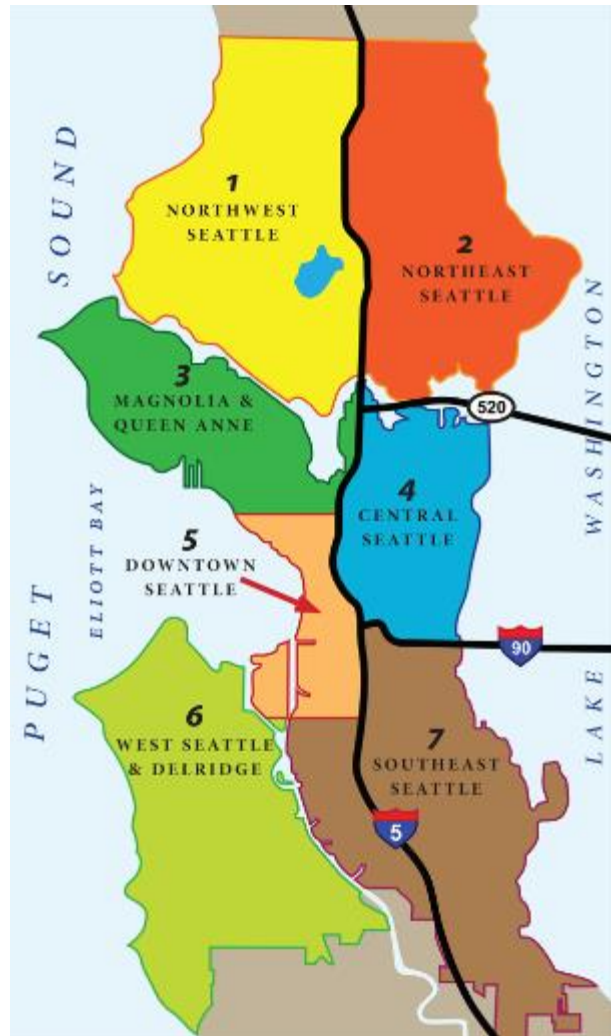 1
NORTHWEST
SEATTLE
2
NORTHEAST
SEATTLE
3
MAGNOLIA &
QUEEN ANNE
520
4
CENTRAL
SEATTLE
5
DOWNTOWN
SEATTLE
90
6
WEST SEATTLE
& DELRIDGE
7
SOUTHEAST
SEATTLE
5
PUGET SOUND
ELIOTT BAY
LAKE WASHINGTON